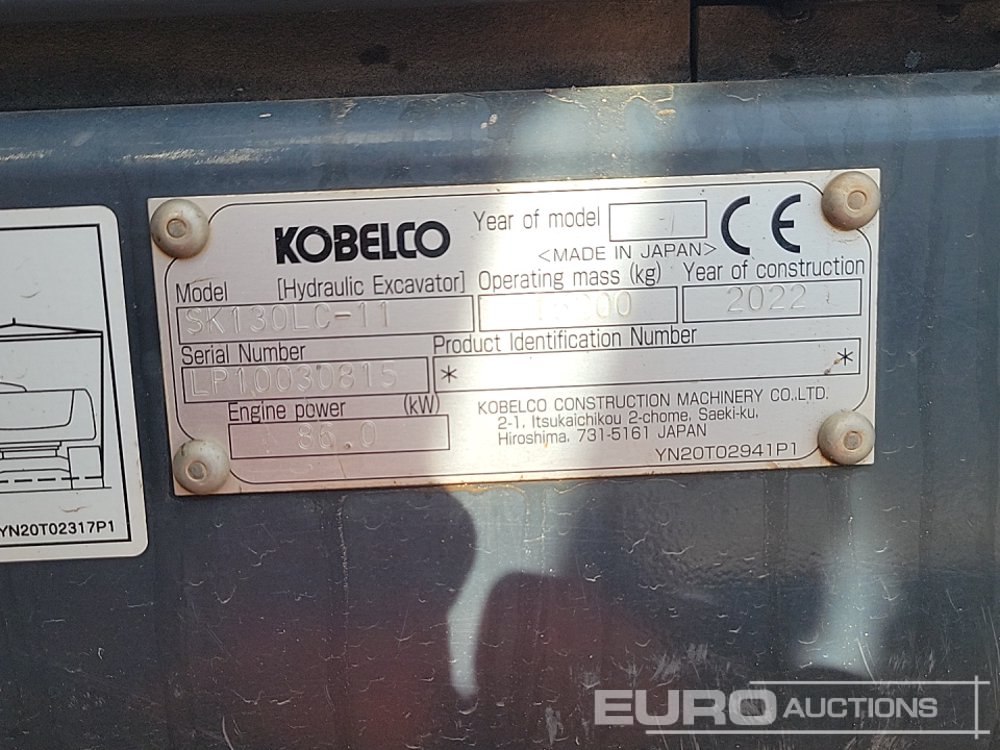 KOBELCO
Year of model
CE
<MADE IN JAPAN>
Model [Hydraulic Excavator]
SK130LC-11
Operating mass (kg)
Year of construction
2022
Serial Number
LP10030815
Product Identification Number
* *
Engine power (kW)
86.0
KOBELCO CONSTRUCTION MACHINERY CO.,LTD.
2-1, Itsukaichikou 2-chome, Saeki-ku,
Hiroshima, 731-5161 JAPAN
YN20T02941P1
YN20T02317P1
EURO AUCTIONS